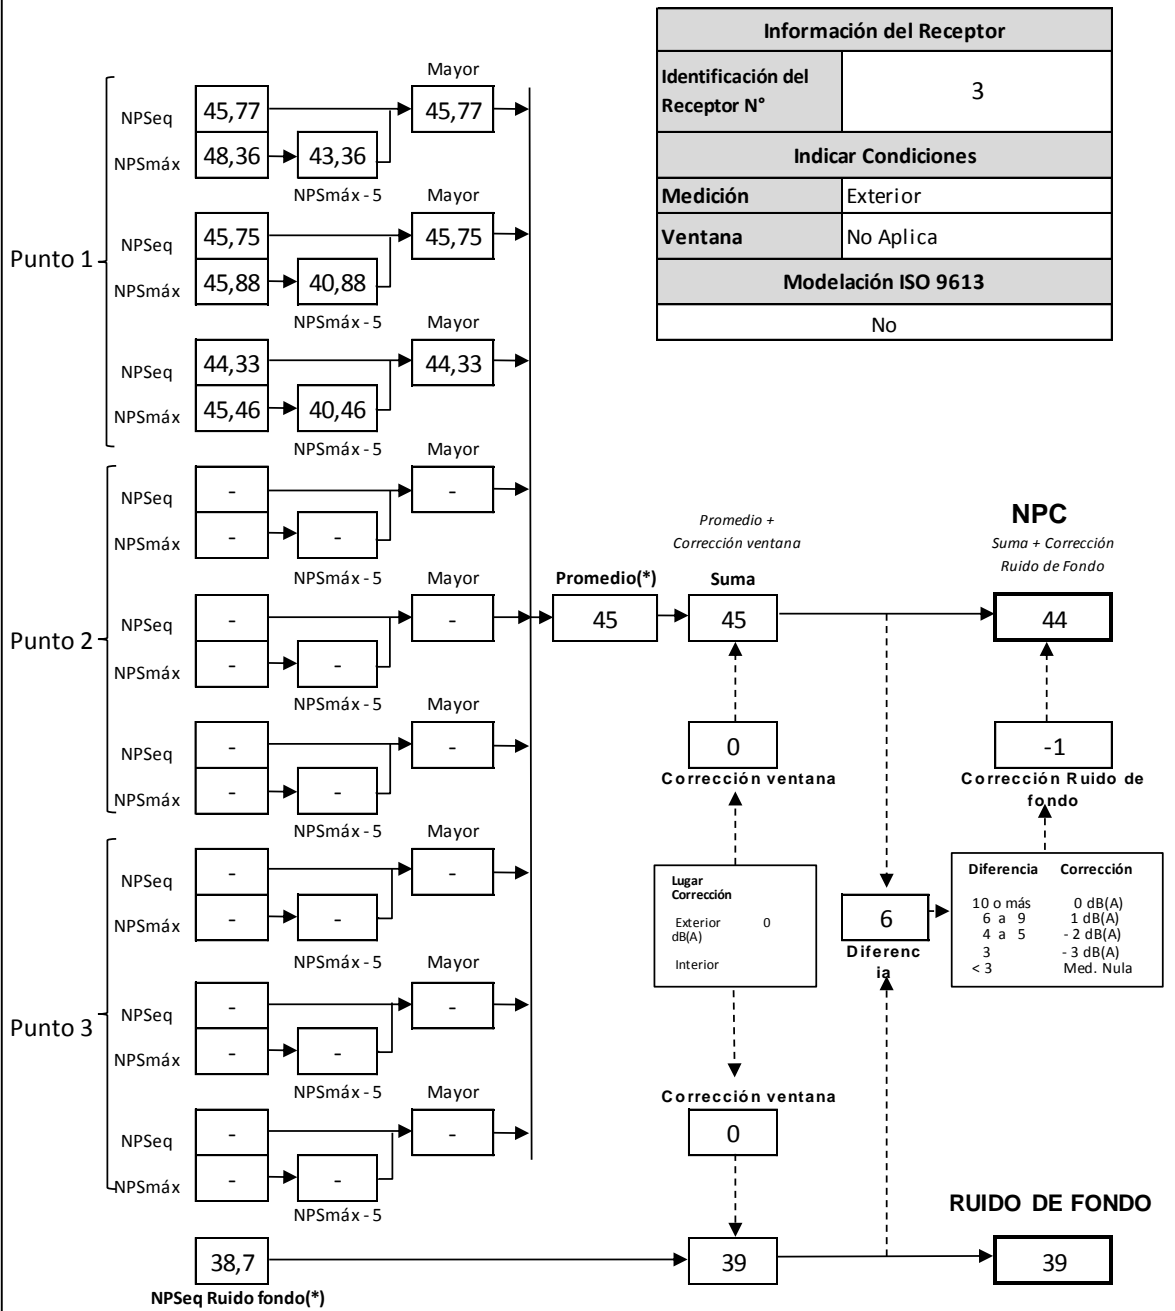 Información del Receptor
Identificación del
Receptor N°
3
Indicar Condiciones
Medición
Exterior
Ventana
No Aplica
Modelación ISO 9613
No
Punto 1
Mayor
NPSeq
45,77
45,77
NPSmáx
48,36
43,36
NPSmáx - 5
Mayor
NPSeq
45,75
45,75
NPSmáx
45,88
40,88
NPSmáx - 5
Mayor
NPSeq
44,33
44,33
NPSmáx
45,46
40,46
NPSmáx - 5
Punto 2
Mayor
NPSeq
-
-
NPSmáx
-
-
NPSmáx - 5
Mayor
NPSeq
-
-
NPSmáx
-
-
NPSmáx - 5
Mayor
NPSeq
-
-
NPSmáx
-
-
NPSmáx - 5
Punto 3
Mayor
NPSeq
-
-
NPSmáx
-
-
NPSmáx - 5
Mayor
NPSeq
-
-
NPSmáx
-
-
NPSmáx - 5
Mayor
NPSeq
-
-
NPSmáx
-
-
NPSmáx - 5
Promedio(*)
45
Promedio +
Corrección ventana
Suma
45
NPC
Suma + Corrección
Ruido de Fondo
44
0
Corrección ventana
-1
Corrección Ruido de
fondo
Lugar
Corrección
Exterior 0
dB(A)
Interior
6
Diferenc
ia
Diferencia Corrección
10 o más 0 dB(A)
6 a 9 1 dB(A)
4 a 5 - 2 dB(A)
3 - 3 dB(A)
< 3 Med. Nula
Corrección ventana
0
RUIDO DE FONDO
38,7
39
39
NPSeq Ruido fondo(*)